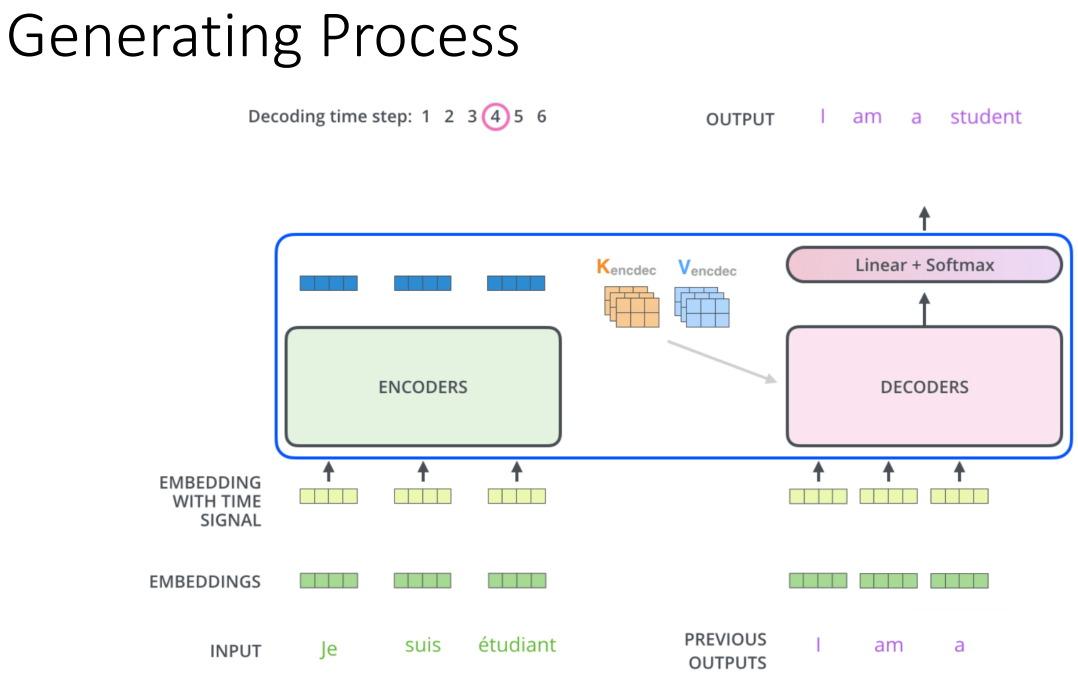 Generating Process
Decoding time step: 1 2 3 4 5 6
OUTPUT I am a student
Kencdec Vencdec
Linear + Softmax
ENCODERS
DECODERS
EMBEDDING
WITH TIME
SIGNAL
EMBEDDINGS
INPUT Je suis étudiant
PREVIOUS
OUTPUTS
I am a